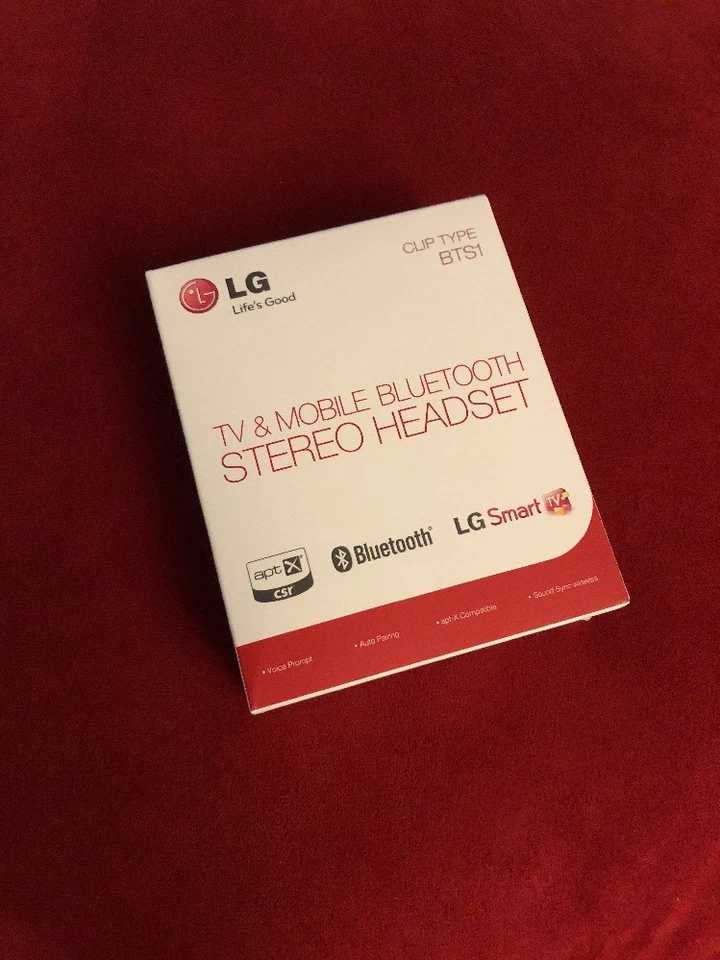 LG
Life's Good
CLIP TYPE
BTS1
TV & MOBILE BLUETOOTH
STEREO HEADSET
aptX®
csr
Bluetooth®
LG Smart TV
• Voice Prompt
• Auto Pairing
• apt-X Compatible
• Sound Sync wireless